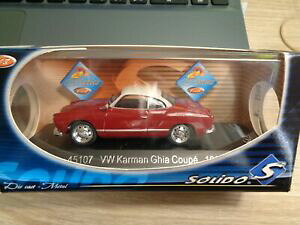 45107 VW Karman Ghia Coupé
Die cast - Metal
SOLIDO S